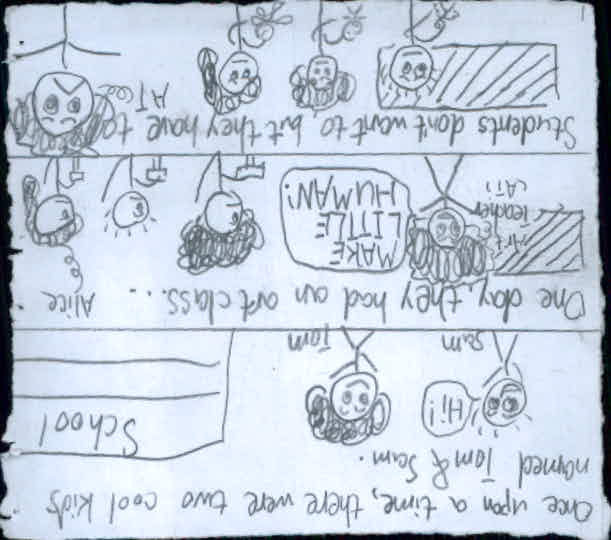 Once upon a time, there were two cool kids
named Tom & Sam.
Hi!
School
Sam
Tom
One day, they had an art class...
Alice
MAKE
LITTLE
HUMAN!
Art
Teacher
(AT)
Students don't want to but they have to
AT